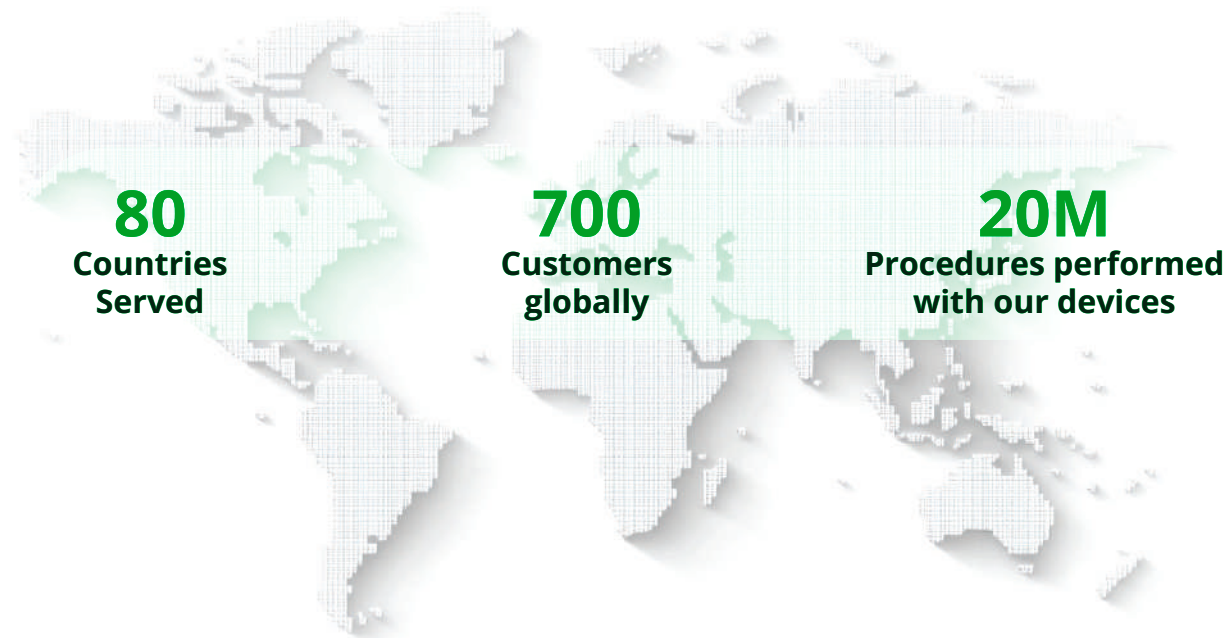 80
Countries
Served
700
Customers
globally
20M
Procedures performed
with our devices